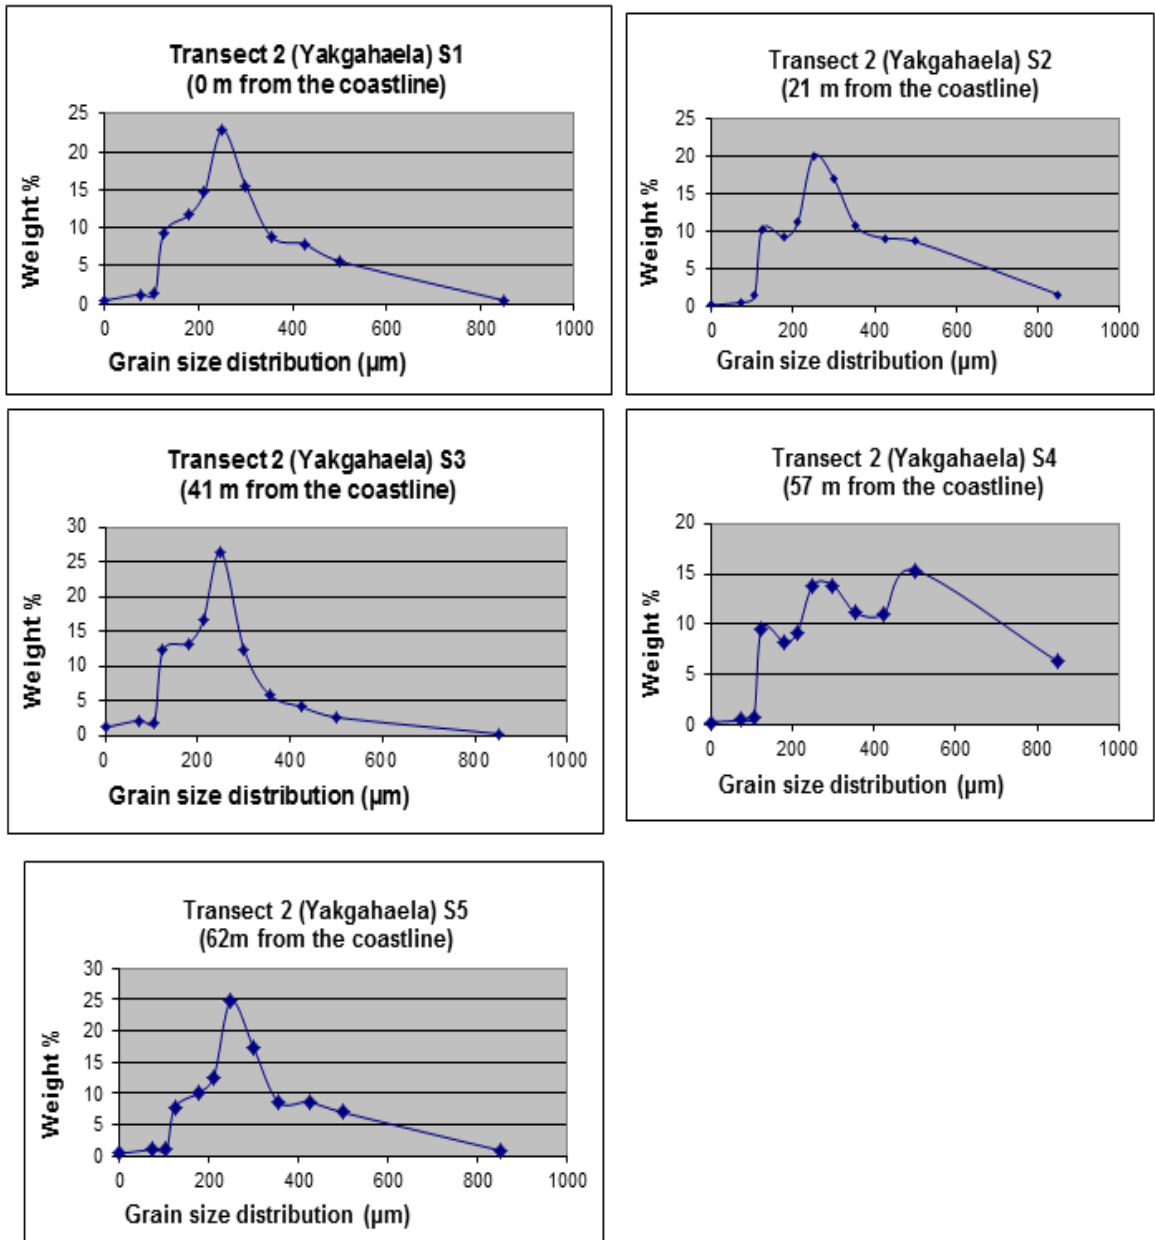 Transect 2 (Yakgahaela) S1
(0 m from the coastline)
25
20
15
10
5
0
Weight %
0 200 400 600 800 1000
Grain size distribution (µm)
Transect 2 (Yakgahaela) S2
(21 m from the coastline)
25
20
15
10
5
0
Weight %
0 200 400 600 800 1000
Grain size distribution (µm)
Transect 2 (Yakgahaela) S3
(41 m from the coastline)
30
25
20
15
10
5
0
Weight %
0 200 400 600 800 1000
Grain size distribution (µm)
Transect 2 (Yakgahaela) S4
(57 m from the coastline)
20
15
10
5
0
Weight %
0 200 400 600 800 1000
Grain size distribution (µm)
Transect 2 (Yakgahaela) S5
(62m from the coastline)
30
25
20
15
10
5
0
Weight %
0 200 400 600 800 1000
Grain size distribution (µm)